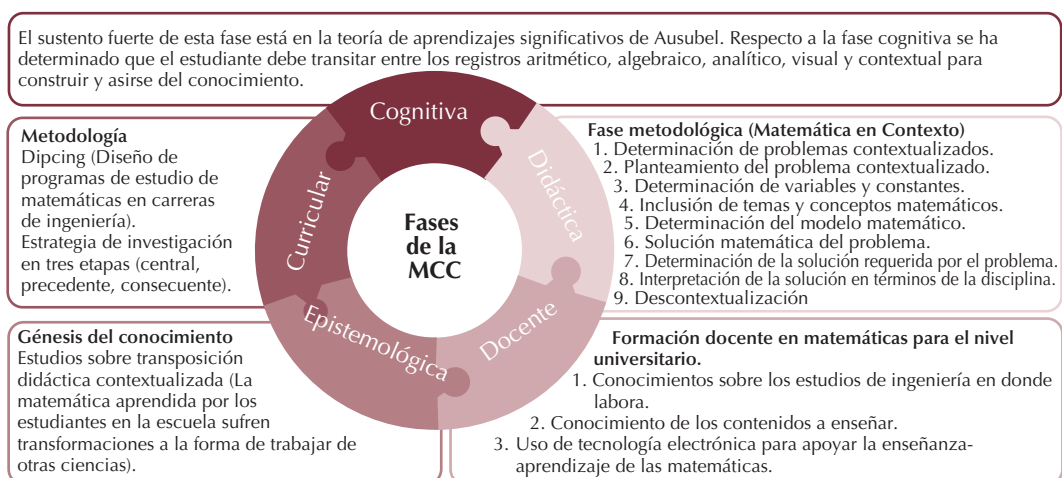 El sustento fuerte de esta fase está en la teoría de aprendizajes significativos de Ausubel. Respecto a la fase cognitiva se ha
determinado que el estudiante debe transitar entre los registros aritmético, algebraico, analítico, visual y contextual para
construir y asirse del conocimiento.
Cognitiva
Didáctica
Docente
Epistemológica
Curricular
Fases
de la
MCC
Metodología
Dipcing (Diseño de
programas de estudio de
matemáticas en carreras
de ingeniería).
Estrategia de investigación
en tres etapas (central,
precedente, consecuente).
Fase metodológica (Matemática en Contexto)
1. Determinación de problemas contextualizados.
2. Planteamiento del problema contextualizado.
3. Determinación de variables y constantes.
4. Inclusión de temas y conceptos matemáticos.
5. Determinación del modelo matemático.
6. Solución matemática del problema.
7. Determinación de la solución requerida por el problema.
8. Interpretación de la solución en términos de la disciplina.
9. Descontextualización
Génesis del conocimiento
Estudios sobre transposición
didáctica contextualizada (La
matemática aprendida por los
estudiantes en la escuela sufren
transformaciones a la forma de trabajar de
otras ciencias).
Formación docente en matemáticas para el nivel
universitario.
1. Conocimientos sobre los estudios de ingeniería en donde
labora.
2. Conocimiento de los contenidos a enseñar.
3. Uso de tecnología electrónica para apoyar la enseñanza-
aprendizaje de las matemáticas.